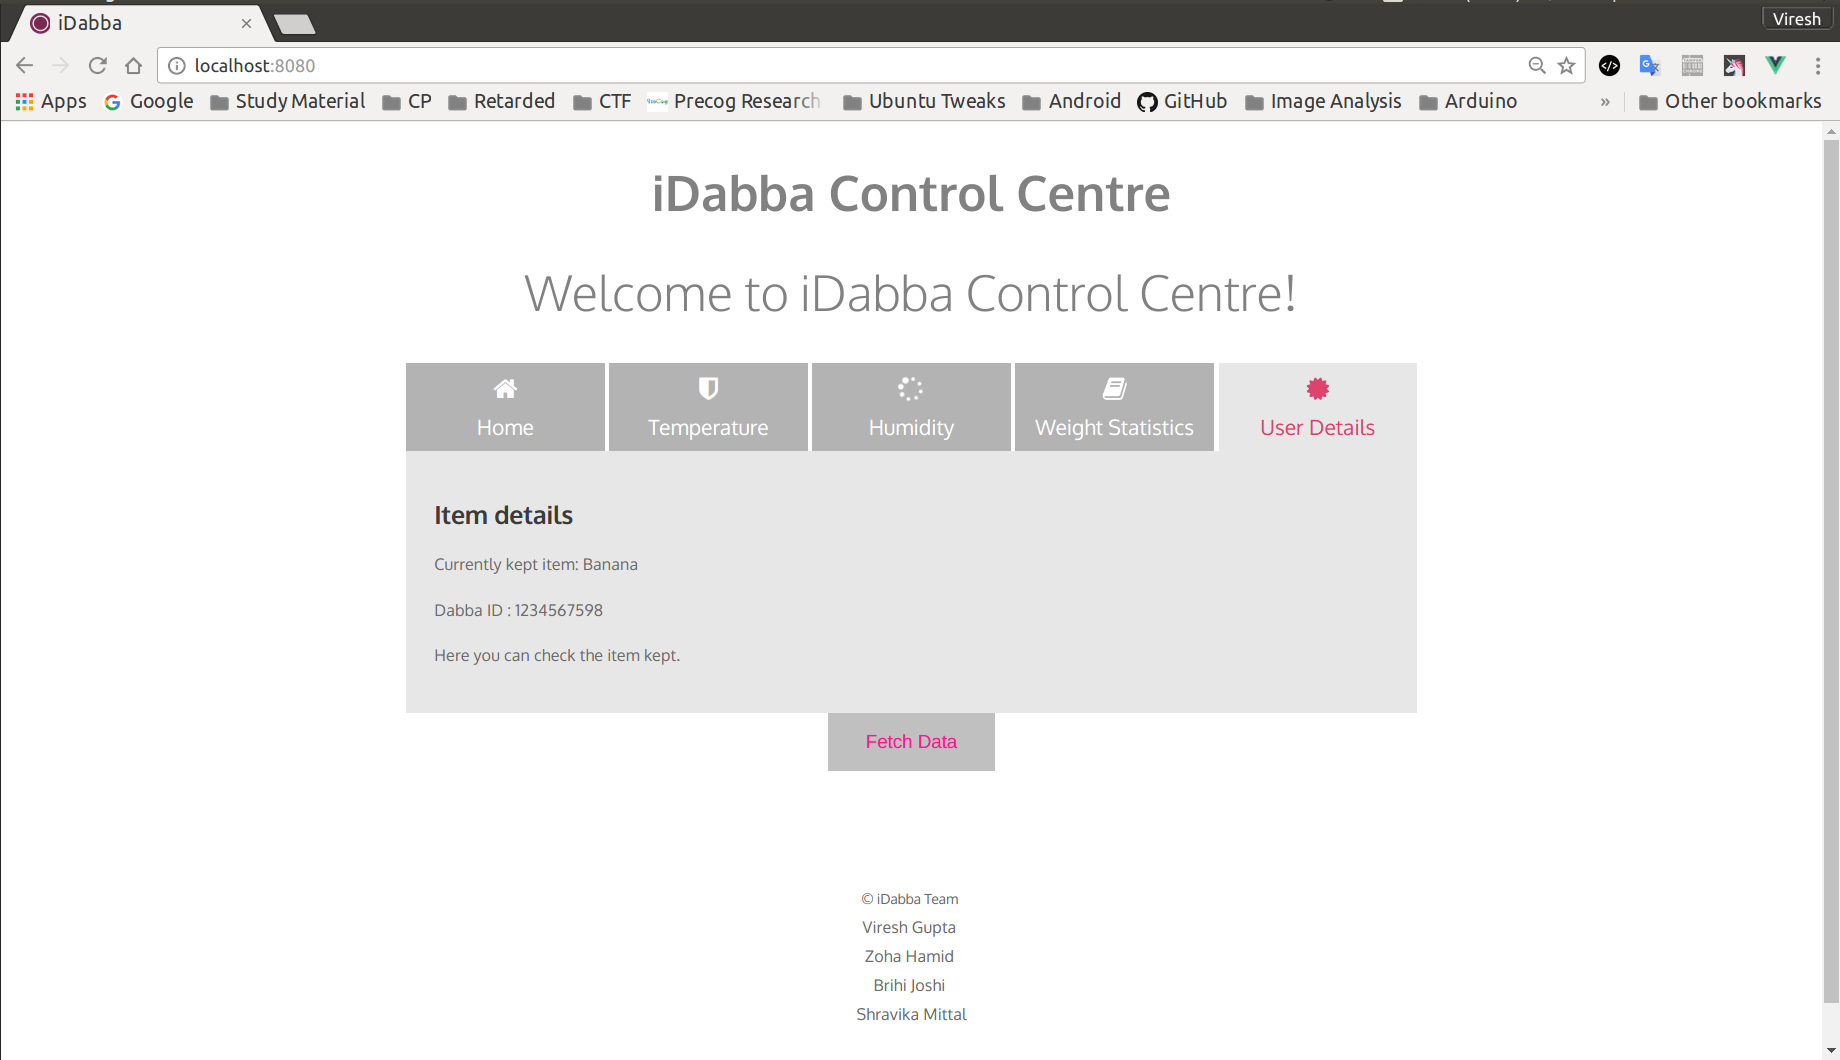 iDabba
Viresh
localhost:8080
Apps Google Study Material CP Retarded CTF Precog Research Ubuntu Tweaks Android GitHub Image Analysis Arduino » Other bookmarks
iDabba Control Centre
Welcome to iDabba Control Centre!
Home Temperature Humidity Weight Statistics User Details
Item details
Currently kept item: Banana
Dabba ID : 1234567598
Here you can check the item kept.
Fetch Data
© iDabba Team
Viresh Gupta
Zoha Hamid
Brihi Joshi
Shravika Mittal